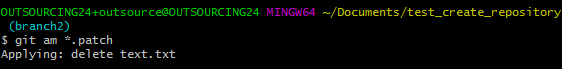 OUTSOURCING24+outsource@OUTSOURCING24 MINGW64 ~/Documents/test_create_repository
(branch2)
$ git am *.patch
Applying: delete text.txt